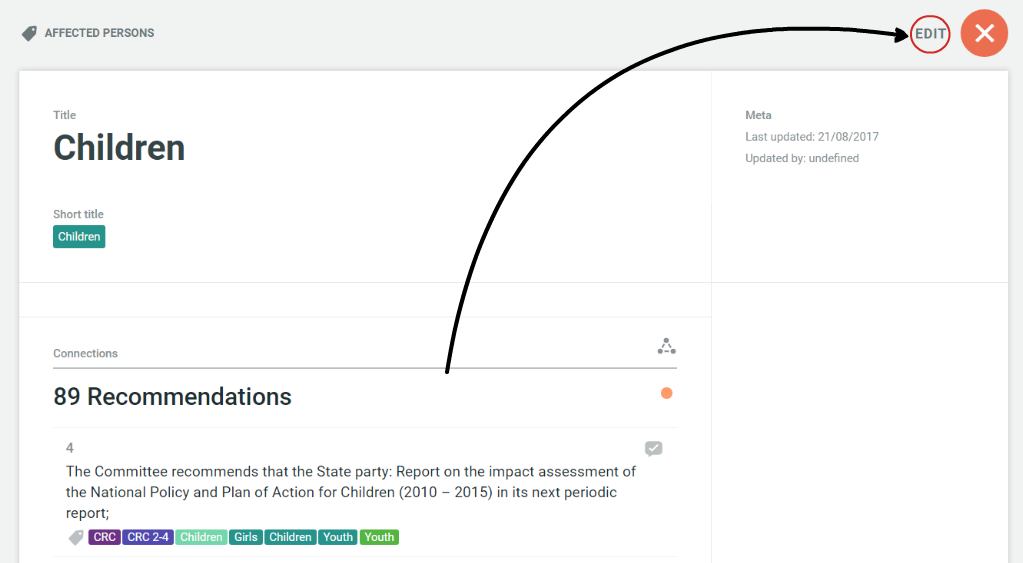 AFFECTED PERSONS
EDIT
Title
Children
Short title
Children
Meta
Last updated: 21/08/2017
Updated by: undefined
Connections
89 Recommendations
4
The Committee recommends that the State party: Report on the impact assessment of
the National Policy and Plan of Action for Children (2010 – 2015) in its next periodic
report;
CRC CRC 2-4 Children Girls Children Youth Youth